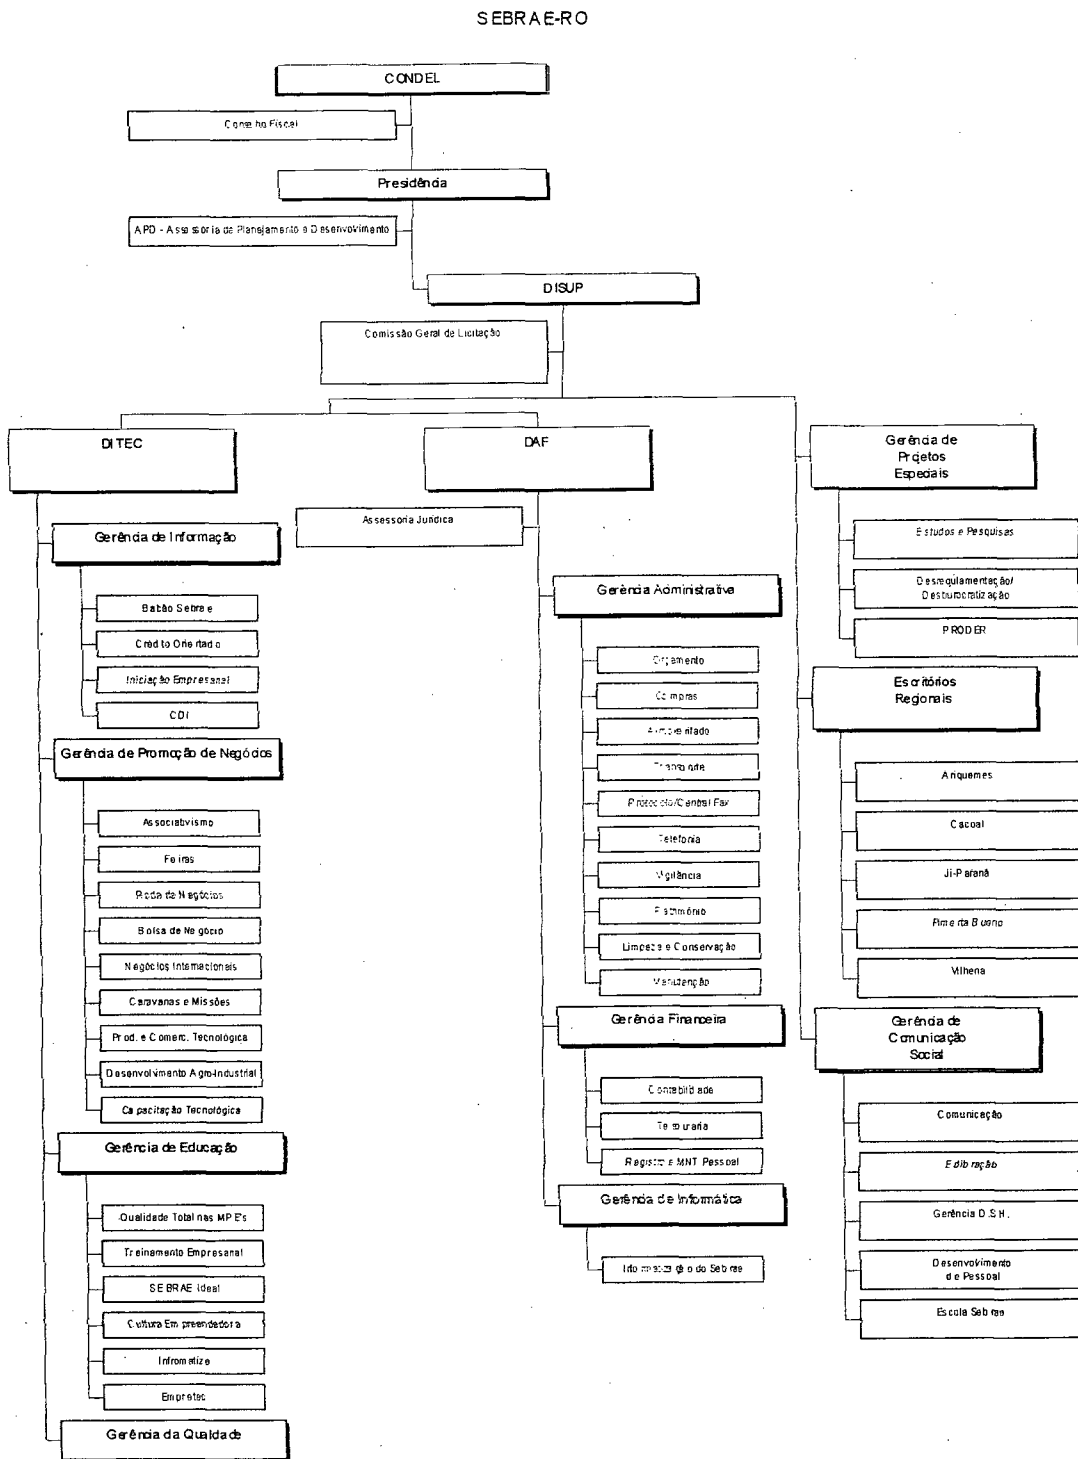 SEBRAE-RO
CONDEL
Conselho Fiscal
Presidência
APD - Assessoria de Planejamento e Desenvolvimento
DISUP
Comissão Geral de Licitação
DITEC
DAF
Gerência de
Projetos
Especiais
Assessoria Jurídica
Estudos e Pesquisas
Desregulamentação/
Desburocratização
PRODER
Gerência de Informação
Balcão Sebrae
Crédito Orientado
Iniciação Empresarial
CDI
Gerência de Promoção de Negócios
Associativismo
Feiras
Roda de Negócios
Bolsa de Negócio
Negócios Internacionais
Caravanas e Missões
Prod. e Comerc. Tecnológica
Desenvolvimento Agro-Industrial
Capacitação Tecnológica
Gerência de Educação
Qualidade Total nas MPE's
Treinamento Empresarial
SEBRAE Ideal
Cultura Empreendedora
Infromatize
Empretec
Gerência da Qualidade
Gerência Administrativa
Orçamento
Compras
Almoxarifado
Transporte
Protocolo/Central Fax
Telefonia
Vigilância
Patrimônio
Limpeza e Conservação
Manutenção
Gerência Financeira
Contabilidade
Tesouraria
Registro e MNT Pessoal
Gerência de Informática
Informatização do Sebrae
Escritórios
Regionais
Ariquemes
Cacoal
Ji-Paraná
Pimenta Bueno
Vilhena
Gerência de
Comunicação
Social
Comunicação
Gerência D.S.H.
Desenvolvimento
de Pessoal
Escola Sebrae